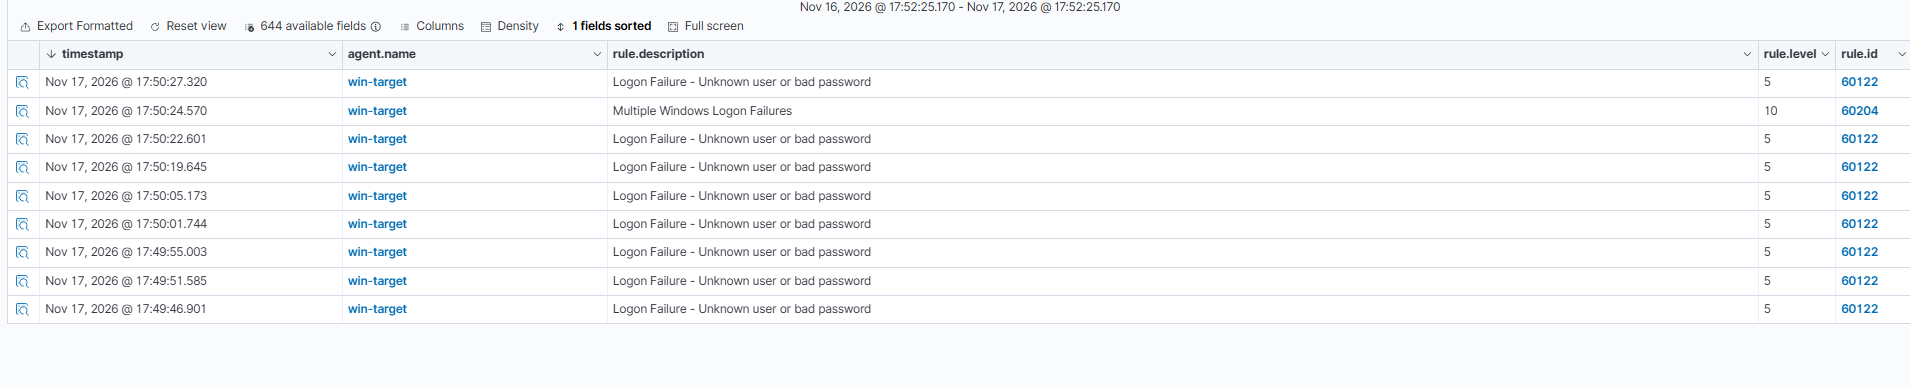 Nov 16, 2026 @ 17:52:25.170 - Nov 17, 2026 @ 17:52:25.170
Export Formatted Reset view 644 available fields Columns Density 1 fields sorted Full screen
timestamp agent.name rule.description rule.level rule.id
Nov 17, 2026 @ 17:50:27.320 win-target Logon Failure - Unknown user or bad password 5 60122
Nov 17, 2026 @ 17:50:24.570 win-target Multiple Windows Logon Failures 10 60204
Nov 17, 2026 @ 17:50:22.601 win-target Logon Failure - Unknown user or bad password 5 60122
Nov 17, 2026 @ 17:50:19.645 win-target Logon Failure - Unknown user or bad password 5 60122
Nov 17, 2026 @ 17:50:05.173 win-target Logon Failure - Unknown user or bad password 5 60122
Nov 17, 2026 @ 17:50:01.744 win-target Logon Failure - Unknown user or bad password 5 60122
Nov 17, 2026 @ 17:49:55.003 win-target Logon Failure - Unknown user or bad password 5 60122
Nov 17, 2026 @ 17:49:51.585 win-target Logon Failure - Unknown user or bad password 5 60122
Nov 17, 2026 @ 17:49:46.901 win-target Logon Failure - Unknown user or bad password 5 60122